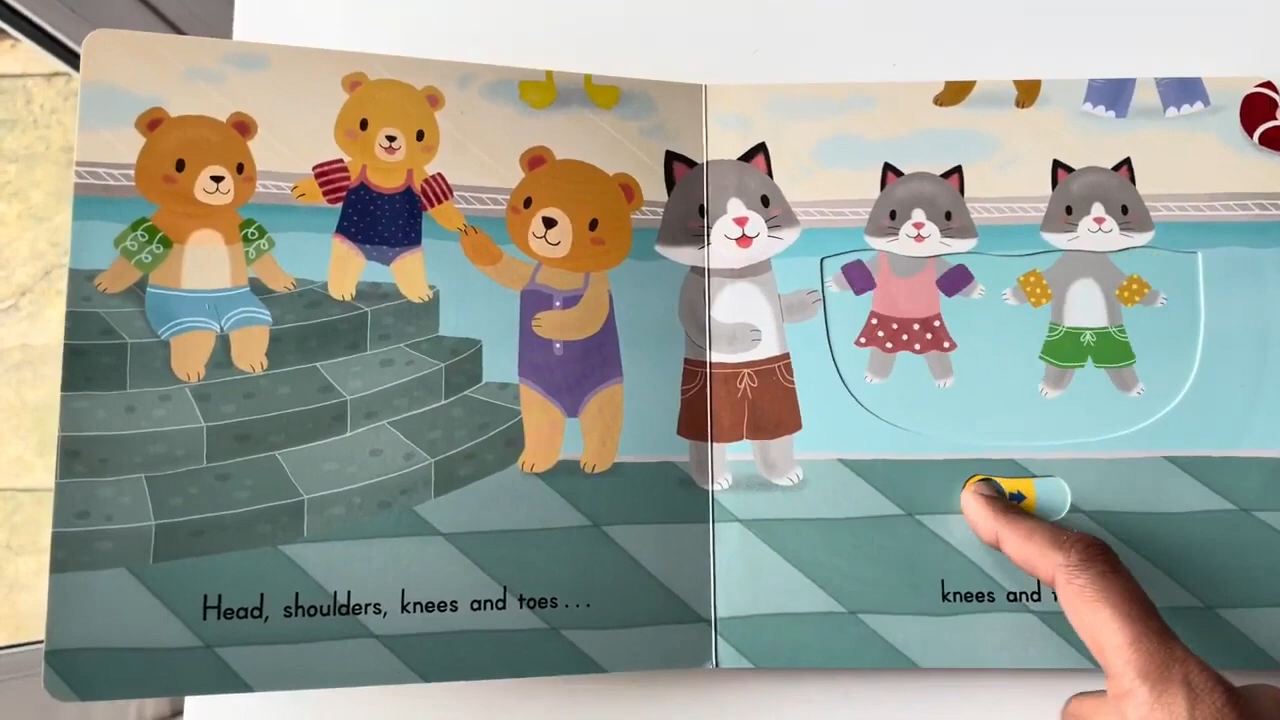 Head, shoulders, knees and toes...
knees and